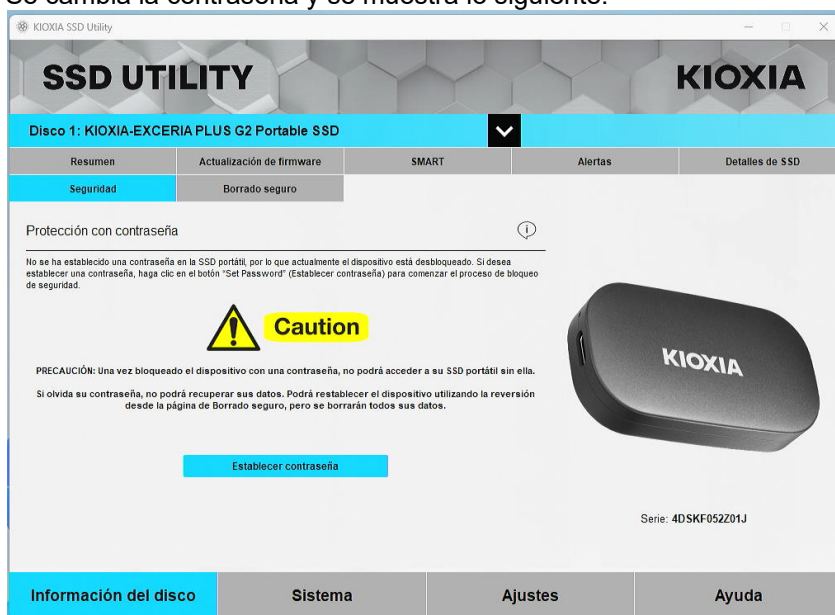 Se cambia la contraseña y se muestra lo siguiente:
KIOXIA SSD Utility
SSD UTILITY
KIOXIA
Disco 1: KIOXIA-EXCERIA PLUS G2 Portable SSD
Resumen Actualización de firmware SMART Alertas Detalles de SSD
Seguridad Borrado seguro
Protección con contraseña
No se ha establecido una contraseña en la SSD portátil, por lo que actualmente el dispositivo está desbloqueado. Si desea
establecer una contraseña, haga clic en el botón "Set Password" (Establecer contraseña) para comenzar el proceso de bloqueo
de seguridad.
Caution
PRECAUCIÓN: Una vez bloqueado el dispositivo con una contraseña, no podrá acceder a su SSD portátil sin ella.
Si olvida su contraseña, no podrá recuperar sus datos. Podrá restablecer el dispositivo utilizando la reversión
desde la página de Borrado seguro, pero se borrarán todos sus datos.
Establecer contraseña
KIOXIA
Serie: 4DSKF052Z01J
Información del disco Sistema Ajustes Ayuda